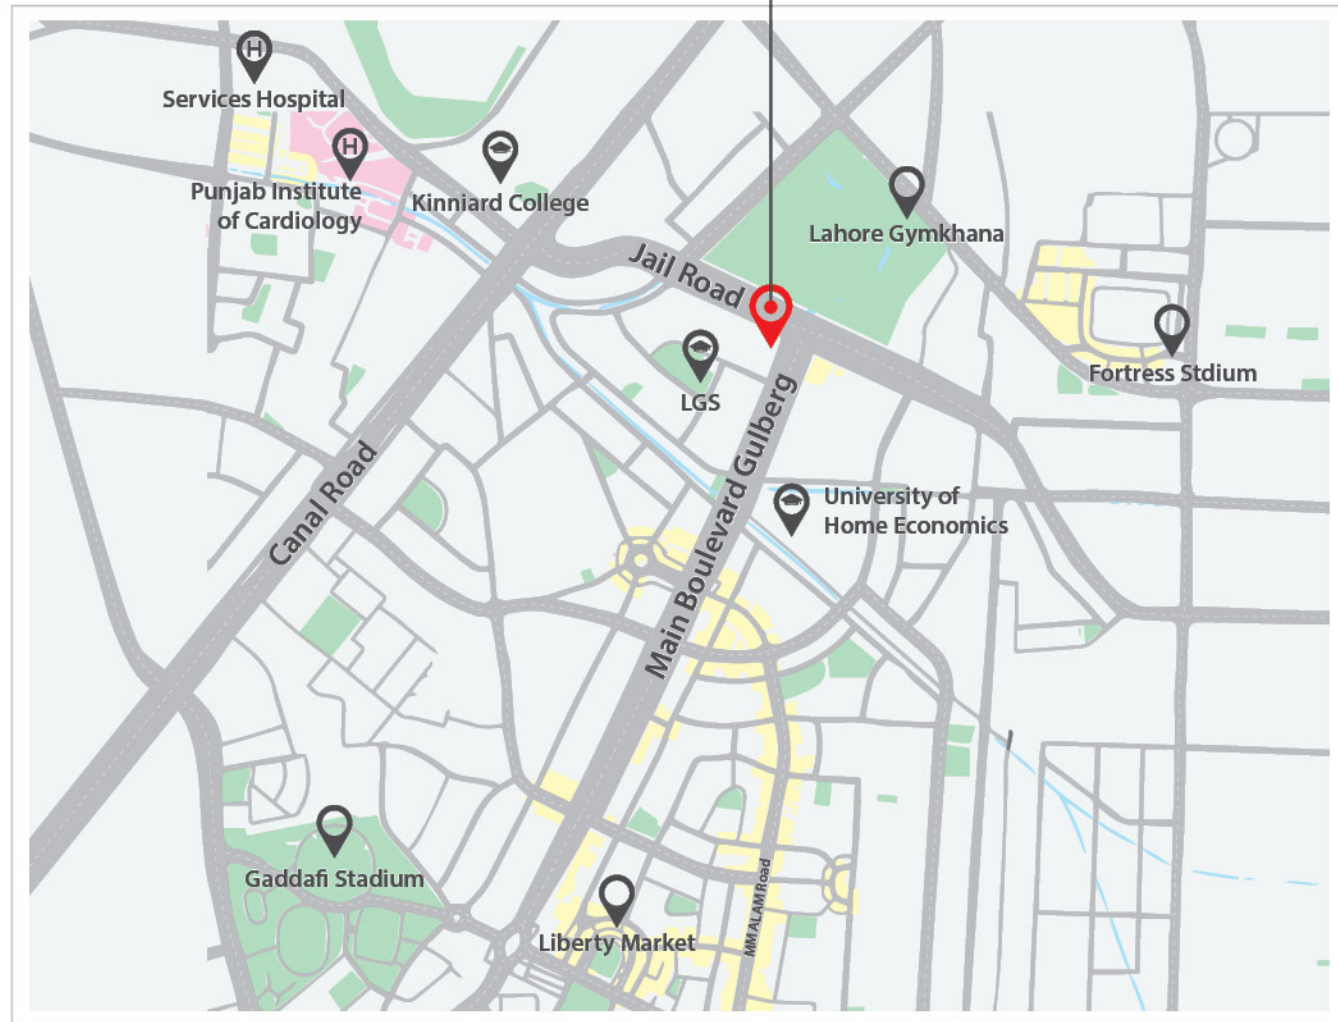 H
Services Hospital
H
Punjab Institute
of Cardiology
Kinniard College
Lahore Gymkhana
Jail Road
Fortress Stdium
LGS
Main Boulevard Gulberg
Canal Road
University of
Home Economics
Gaddafi Stadium
MM ALAM Road
Liberty Market